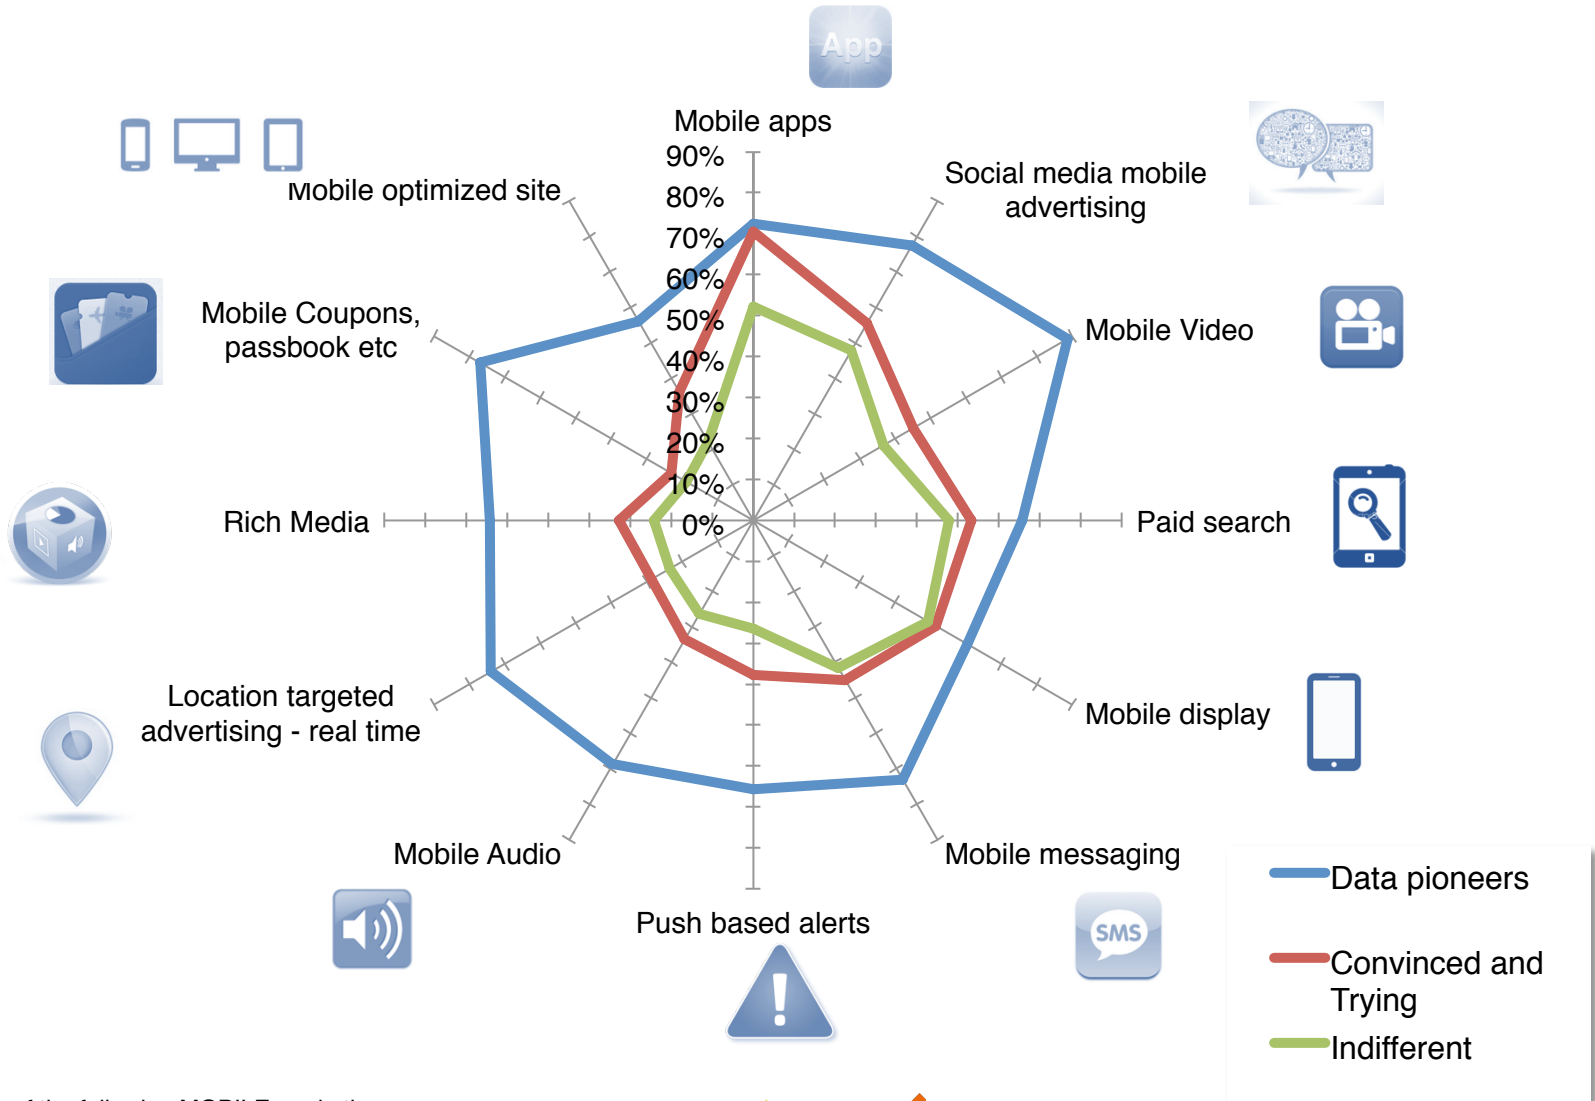 App
Mobile apps
90%
80%
70%
60%
50%
40%
30%
20%
10%
0%
Social media mobile
advertising
Mobile Video
Paid search
Mobile display
Mobile messaging
SMS
Push based alerts
Mobile Audio
Location targeted
advertising - real time
Rich Media
Mobile Coupons,
passbook etc
Mobile optimized site
Data pioneers
Convinced and
Trying
Indifferent